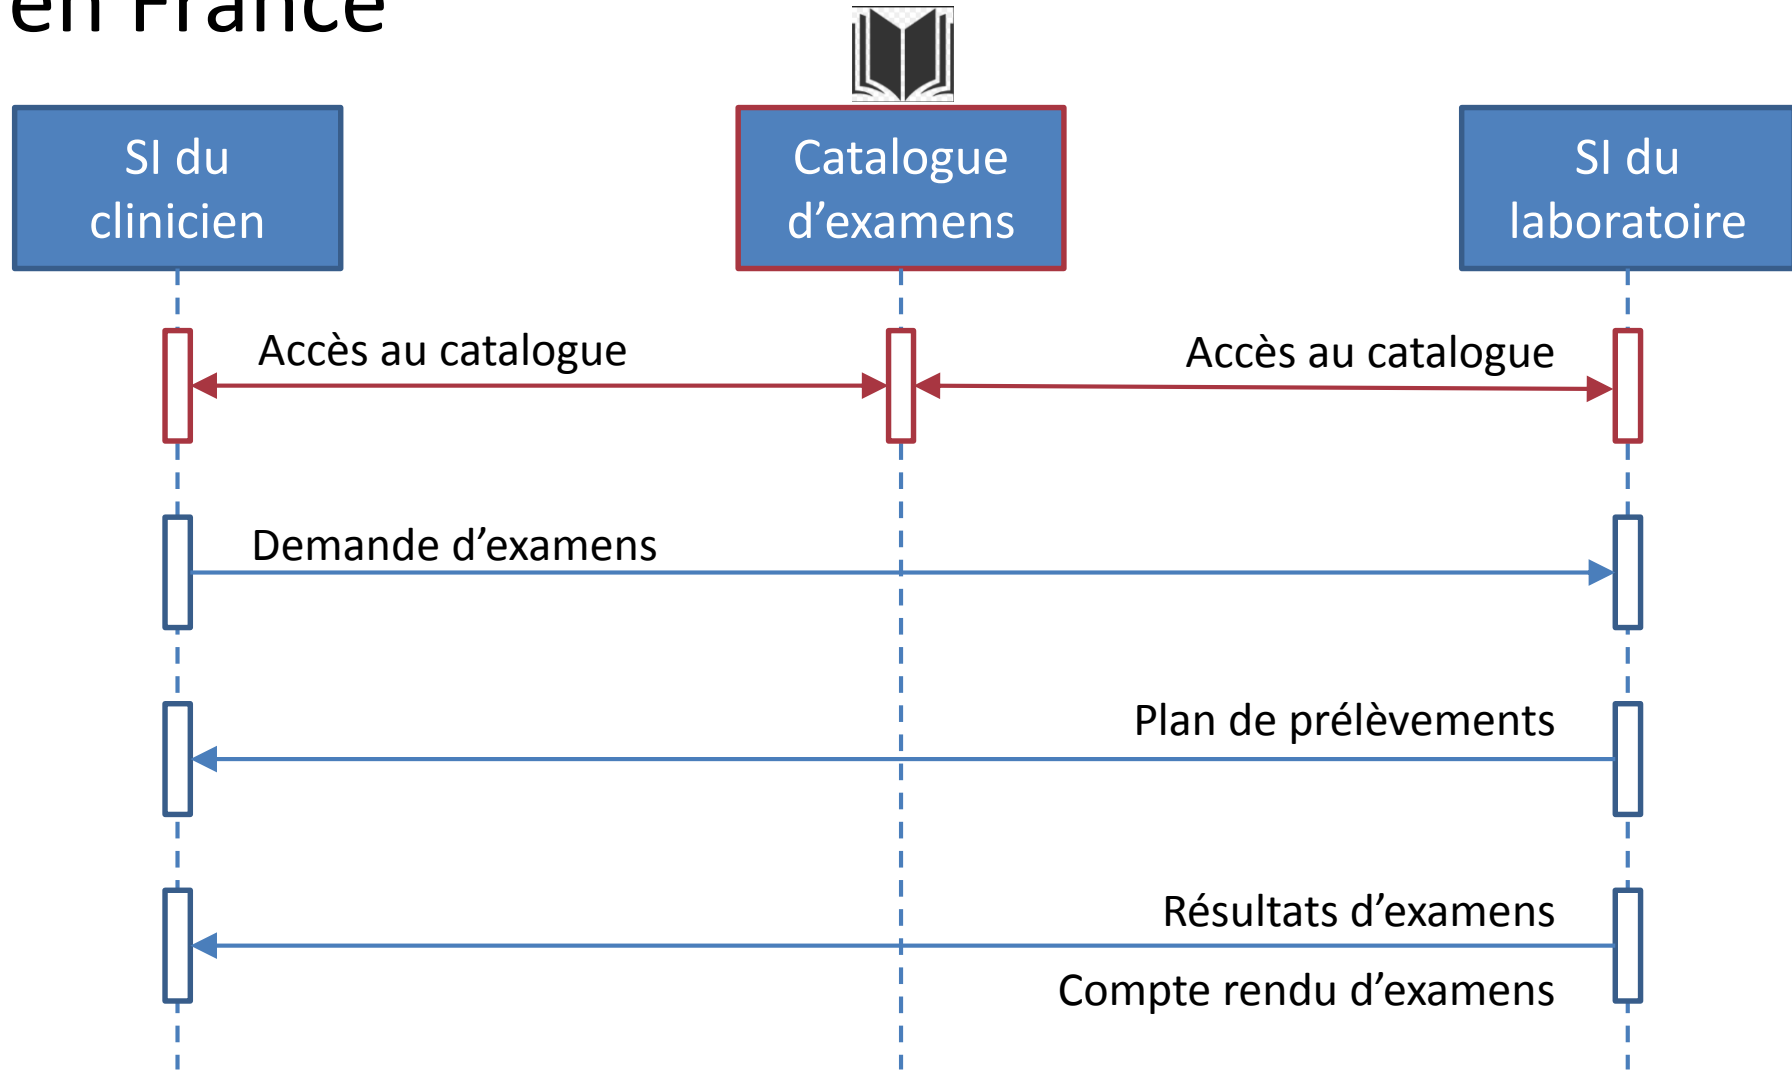 en France
SI du
clinicien
Catalogue
d’examens
SI du
laboratoire
Accès au catalogue
Accès au catalogue
Demande d’examens
Plan de prélèvements
Résultats d’examens
Compte rendu d’examens